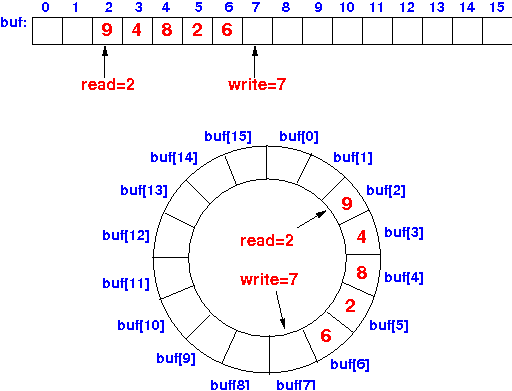 0 1 2 3 4 5 6 7 8 9 10 11 12 13 14 15
buf: 9 4 8 2 6
read=2 write=7
buf[15] buf[0]
buf[14] buf[1]
buf[13] buf[2]
9
buf[12] read=2 4 buf[3]
buf[11] write=7 8 buf[4]
2
buf[10] buf[5]
6
buf[9] buf[6]
buf[8] buf[7]